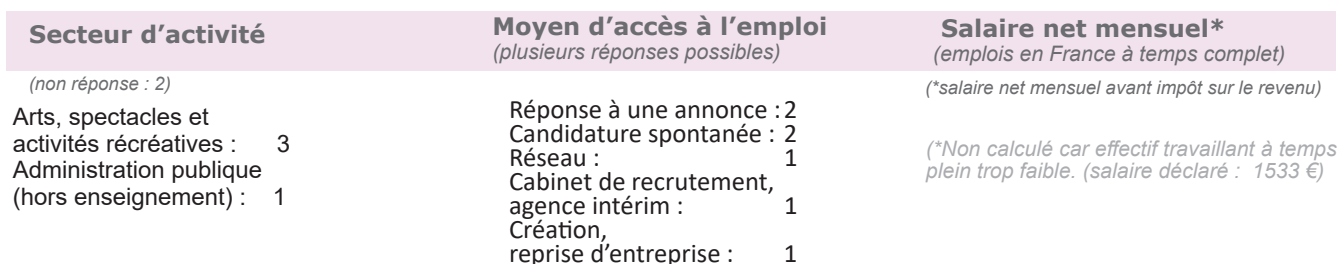 Secteur d’activité
(non réponse : 2)
Arts, spectacles et
activités récréatives : 3
Administration publique
(hors enseignement) : 1
Moyen d’accès à l’emploi
(plusieurs réponses possibles)
Réponse à une annonce : 2
Candidature spontanée : 2
Réseau : 1
Cabinet de recrutement,
agence intérim : 1
Création,
reprise d’entreprise : 1
Salaire net mensuel*
(emplois en France à temps complet)
(*salaire net mensuel avant impôt sur le revenu)
(*Non calculé car effectif travaillant à temps
plein trop faible. (salaire déclaré : 1533 €)